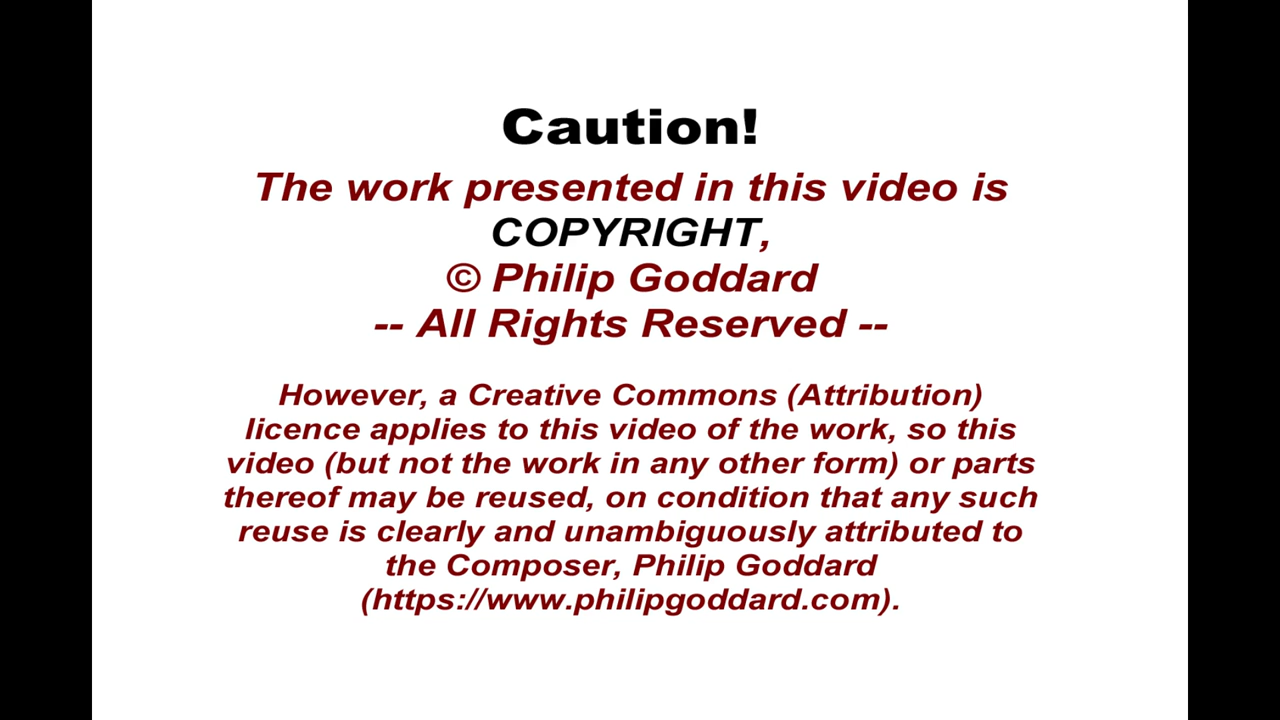 Caution!
The work presented in this video is
COPYRIGHT,
© Philip Goddard
-- All Rights Reserved --
However, a Creative Commons (Attribution)
licence applies to this video of the work, so this
video (but not the work in any other form) or parts
thereof may be reused, on condition that any such
reuse is clearly and unambiguously attributed to
the Composer, Philip Goddard
(https://www.philipgoddard.com).